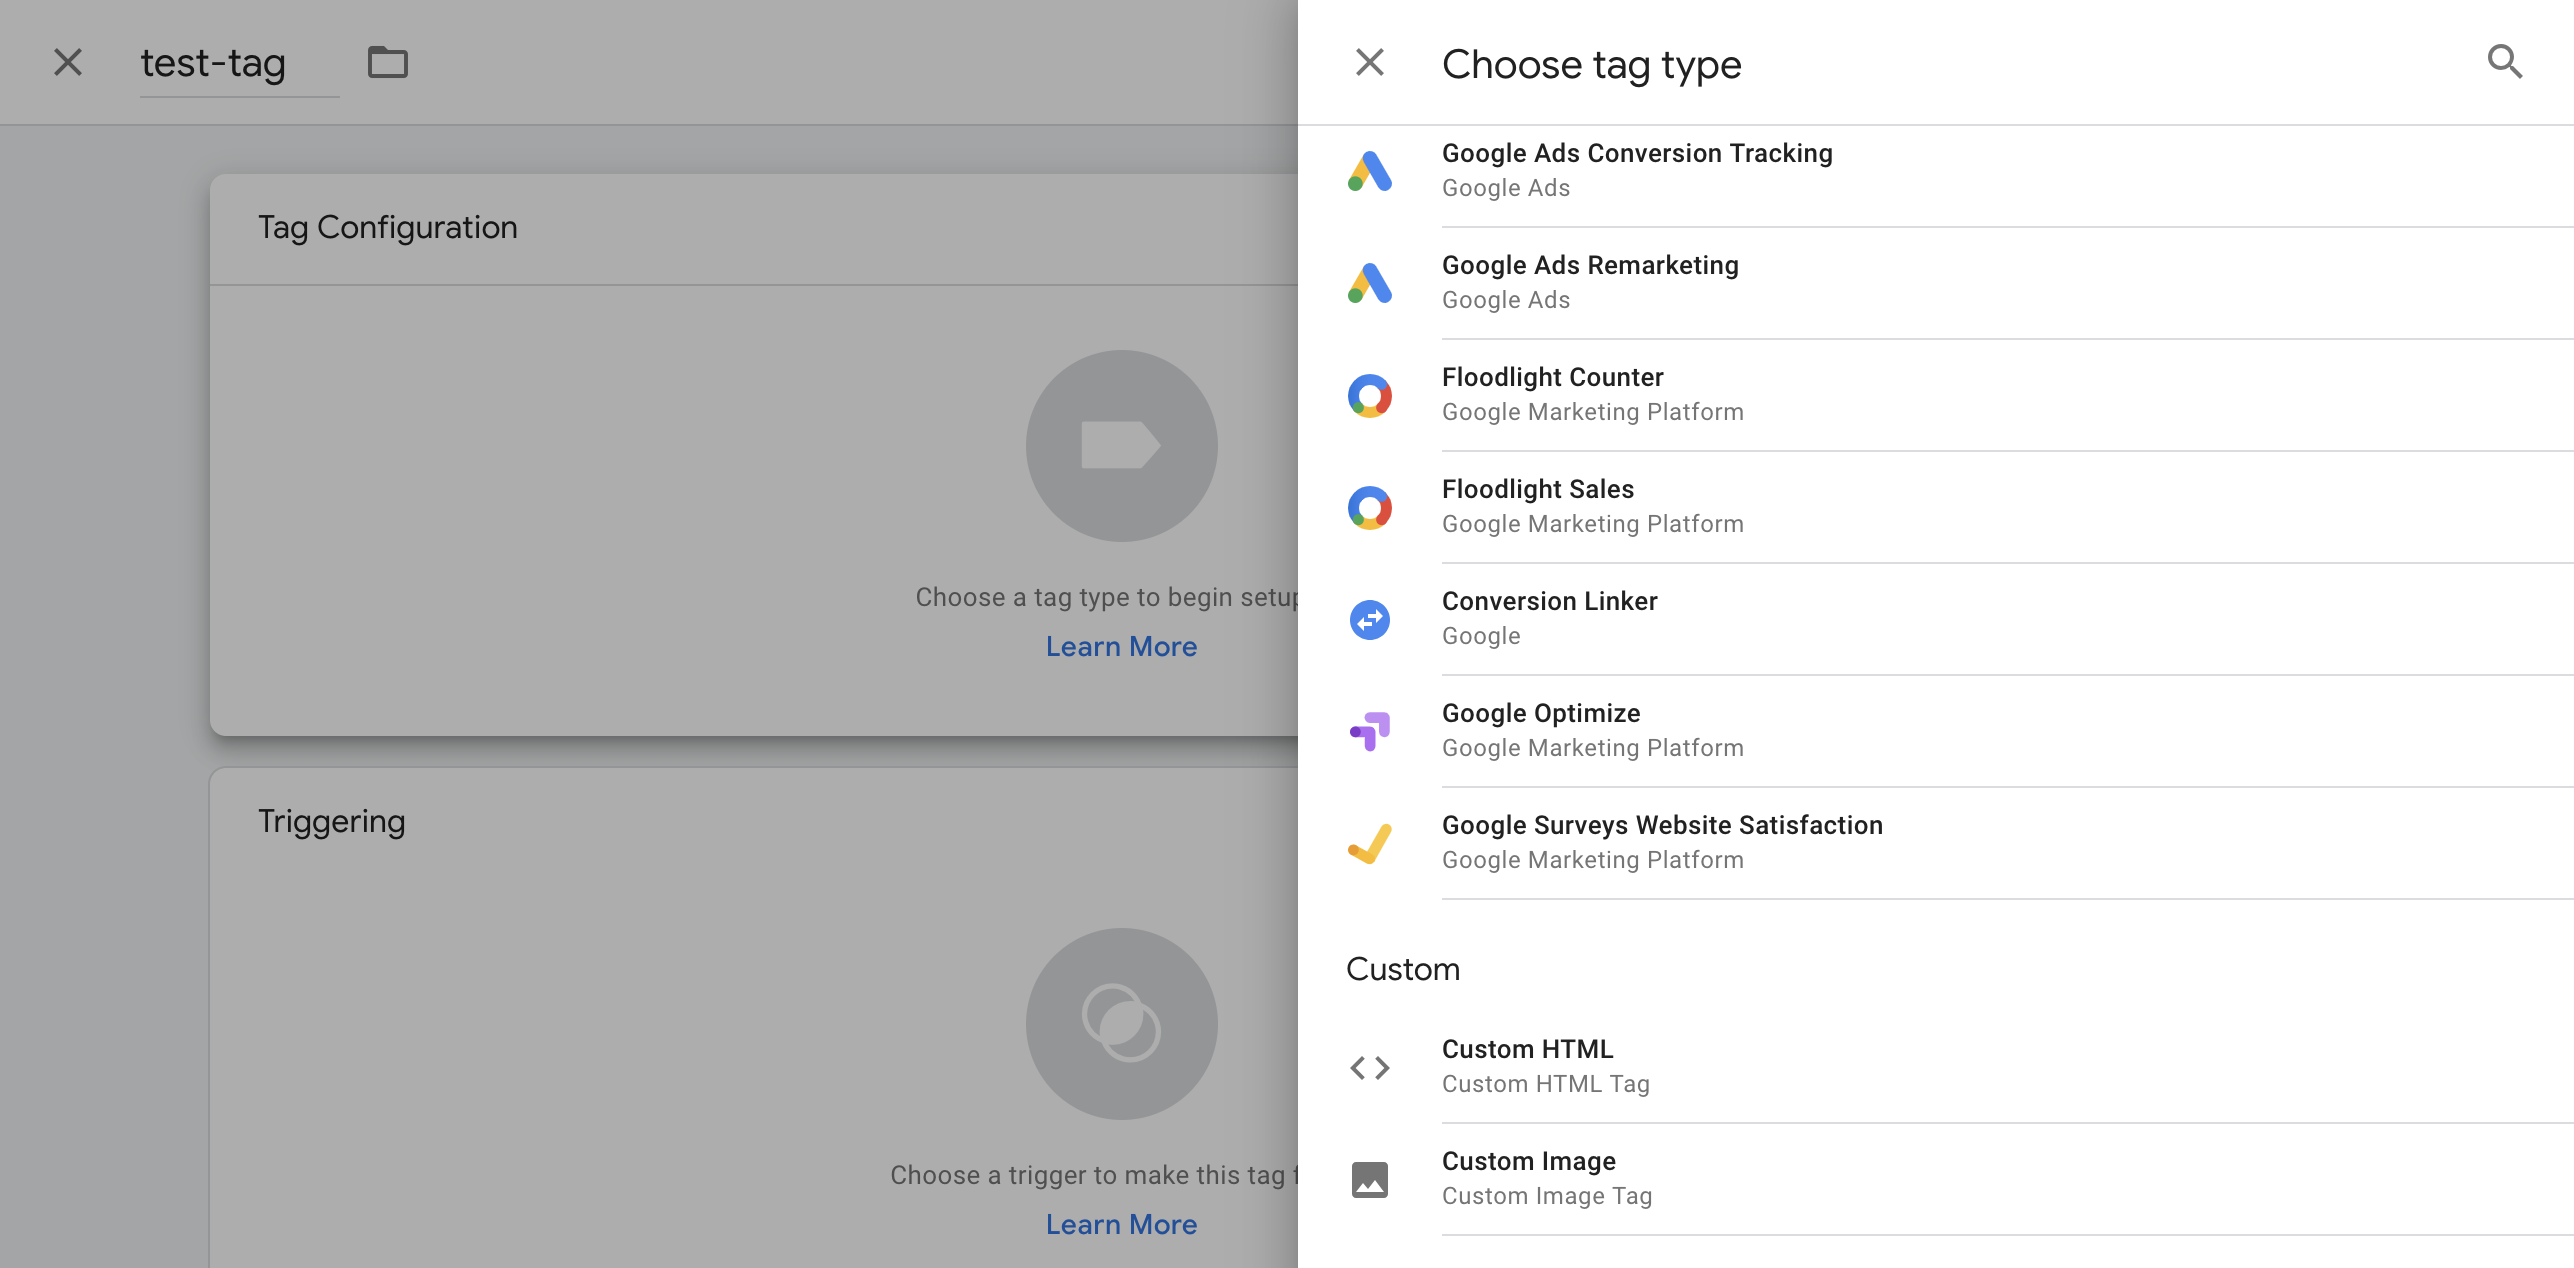 test-tag
Tag Configuration
Choose a tag type to begin setup
Learn More
Triggering
Choose a trigger to make this tag
Learn More
Choose tag type
Google Ads Conversion Tracking
Google Ads
Google Ads Remarketing
Google Ads
Floodlight Counter
Google Marketing Platform
Floodlight Sales
Google Marketing Platform
Conversion Linker
Google
Google Optimize
Google Marketing Platform
Google Surveys Website Satisfaction
Google Marketing Platform
Custom
Custom HTML
Custom HTML Tag
Custom Image
Custom Image Tag